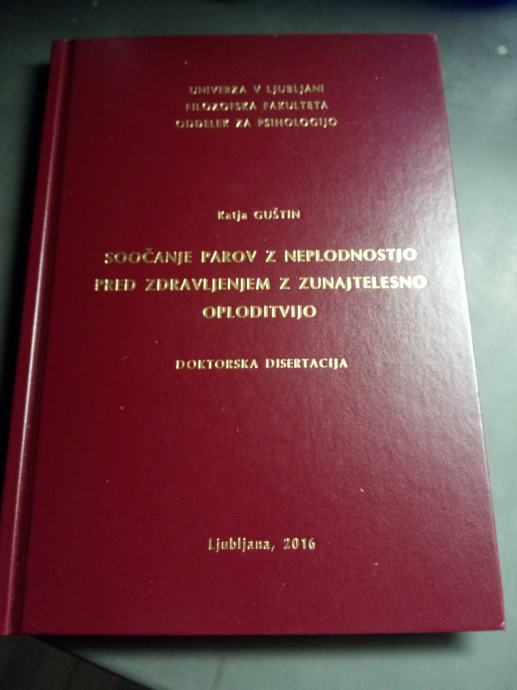 UNIVERZA V LJUBLJANI
FILOZOFSKA FAKULTETA
ODDELEK ZA PSIHOLOGIJO
Katja GUŠTIN
SOOČANJE PAROV Z NEPLODNOSTJO
PRED ZDRAVLJENJEM Z ZUNAJTELESNO
OPLODITVIJO
DOKTORSKA DISERTACIJA
Ljubljana, 2016